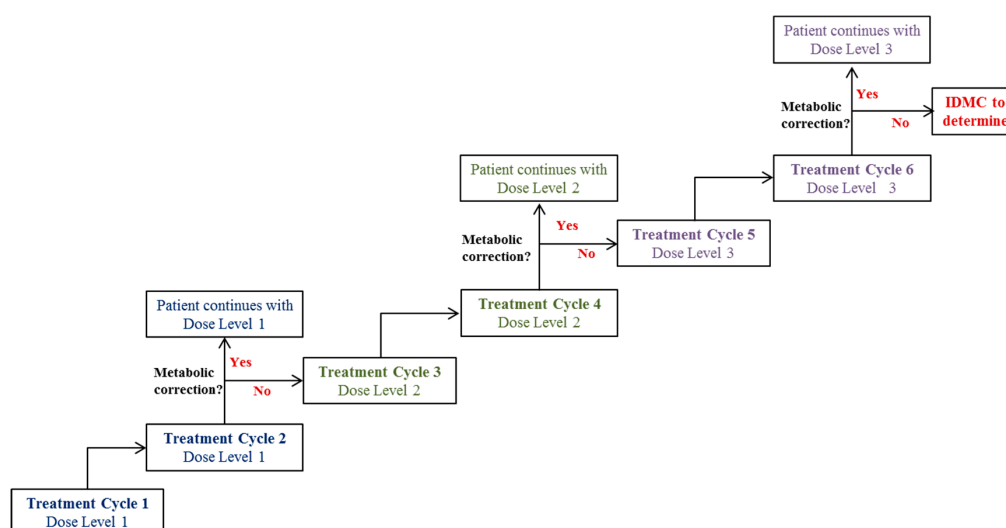 Patient continues with
Dose Level 3
Yes
Metabolic
correction?
No
IDMC to
determine
Patient continues with
Dose Level 2
Treatment Cycle 6
Dose Level 3
Yes
Metabolic
correction?
No
Treatment Cycle 5
Dose Level 3
Patient continues with
Dose Level 1
Treatment Cycle 4
Dose Level 2
Yes
Metabolic
correction?
No
Treatment Cycle 3
Dose Level 2
Treatment Cycle 2
Dose Level 1
Treatment Cycle 1
Dose Level 1